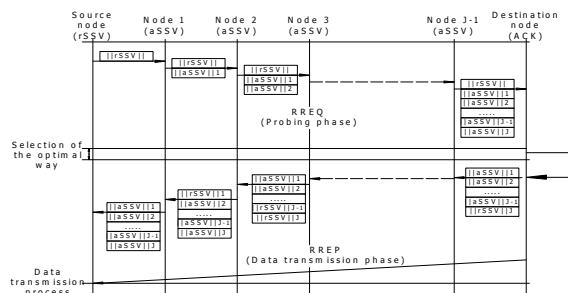 Source node (rSSV)
Node 1 (aSSV)
Node 2 (aSSV)
Node 3 (aSSV)
Node J-1 (aSSV)
Destination node (ACK)
||rSSV||
||rSSV||
||aSSV||1
||rSSV||
||aSSV||1
||aSSV||2
||rSSV||
||aSSV||1
||aSSV||2
.....
||aSSV||J-1
||aSSV||J
RREQ
(Probing phase)
Selection of the optimal way
||aSSV||1
||aSSV||2
.....
||aSSV||J-1
||aSSV||J
||rSSV||1
||aSSV||2
.....
||aSSV||J-1
||aSSV||J
||aSSV||1
||aSSV||2
.....
||rSSV||J-1
||rSSV||J
||aSSV||1
||aSSV||2
.....
||aSSV||J-1
||rSSV||J
RREP
(Data transmission phase)
Data transmission process